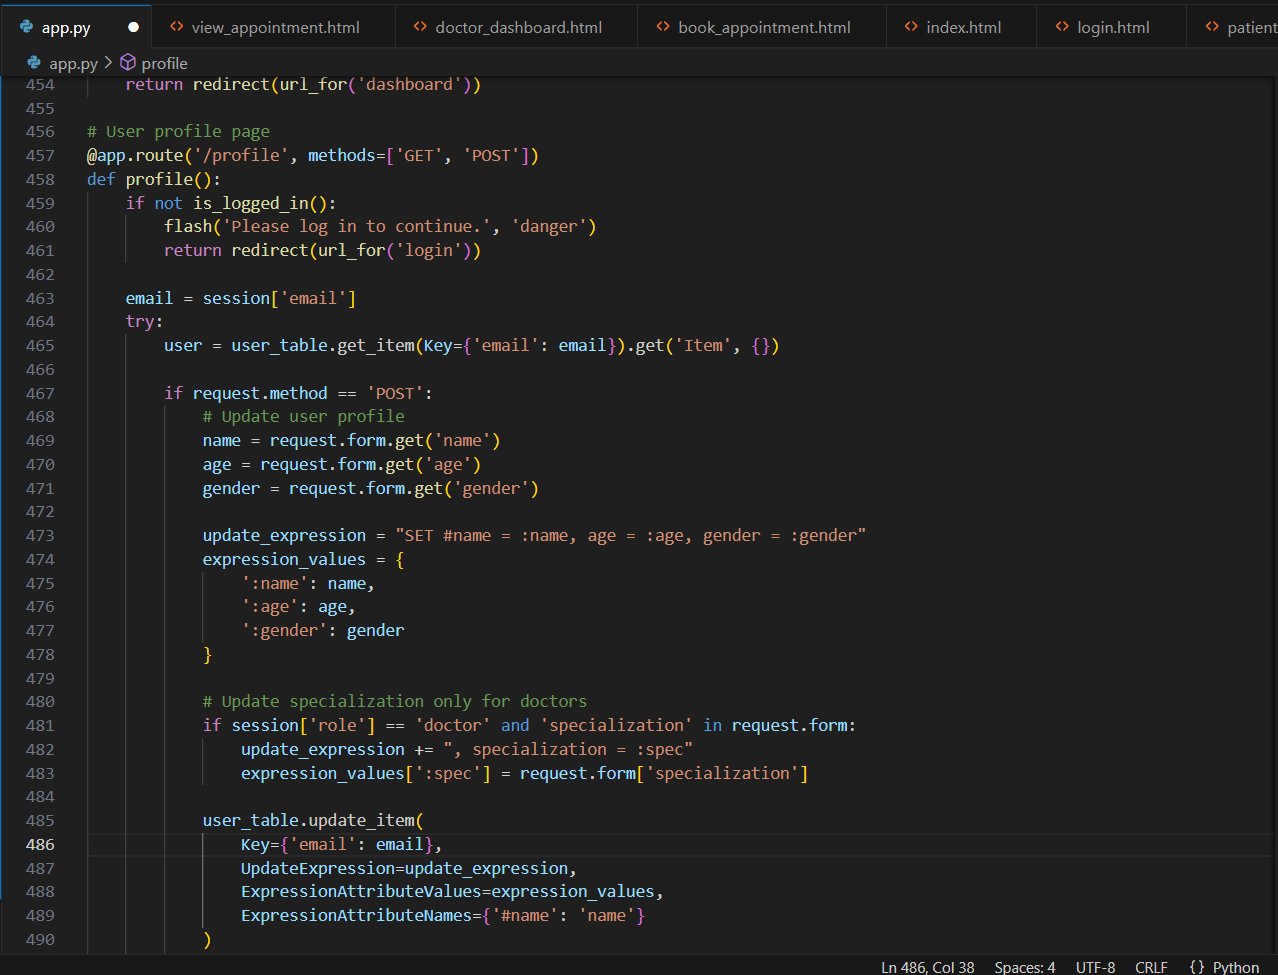 app.py
view_appointment.html
doctor_dashboard.html
book_appointment.html
index.html
login.html
patient
app.py > profile
454 return redirect(url_for('dashboard'))
455
456 # User profile page
457 @app.route('/profile', methods=['GET', 'POST'])
458 def profile():
459     if not is_logged_in():
460         flash('Please log in to continue.', 'danger')
461         return redirect(url_for('login'))
462
463     email = session['email']
464     try:
465         user = user_table.get_item(Key={'email': email}).get('Item', {})
466
467         if request.method == 'POST':
468             # Update user profile
469             name = request.form.get('name')
470             age = request.form.get('age')
471             gender = request.form.get('gender')
472
473             update_expression = "SET #name = :name, age = :age, gender = :gender"
474             expression_values = {
475                 ':name': name,
476                 ':age': age,
477                 ':gender': gender
478             }
479
480             # Update specialization only for doctors
481             if session['role'] == 'doctor' and 'specialization' in request.form:
482                 update_expression += ", specialization = :spec"
483                 expression_values[':spec'] = request.form['specialization']
484
485             user_table.update_item(
486                 Key={'email': email},
487                 UpdateExpression=update_expression,
488                 ExpressionAttributeValues=expression_values,
489                 ExpressionAttributeNames={'#name': 'name'}
490             )
Ln 486, Col 38 Spaces: 4 UTF-8 CRLF {} Python